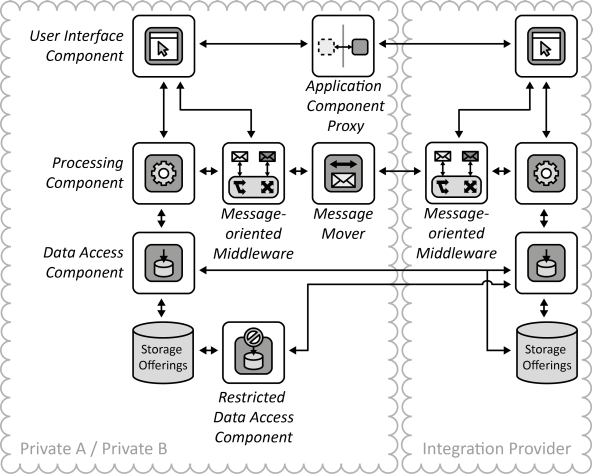 User Interface
Component
Application
Component
Proxy
Processing
Component
Message-
oriented
Middleware
Message
Mover
Message-
oriented
Middleware
Data Access
Component
Storage
Offerings
Storage
Offerings
Restricted
Data Access
Component
Private A / Private B
Integration Provider